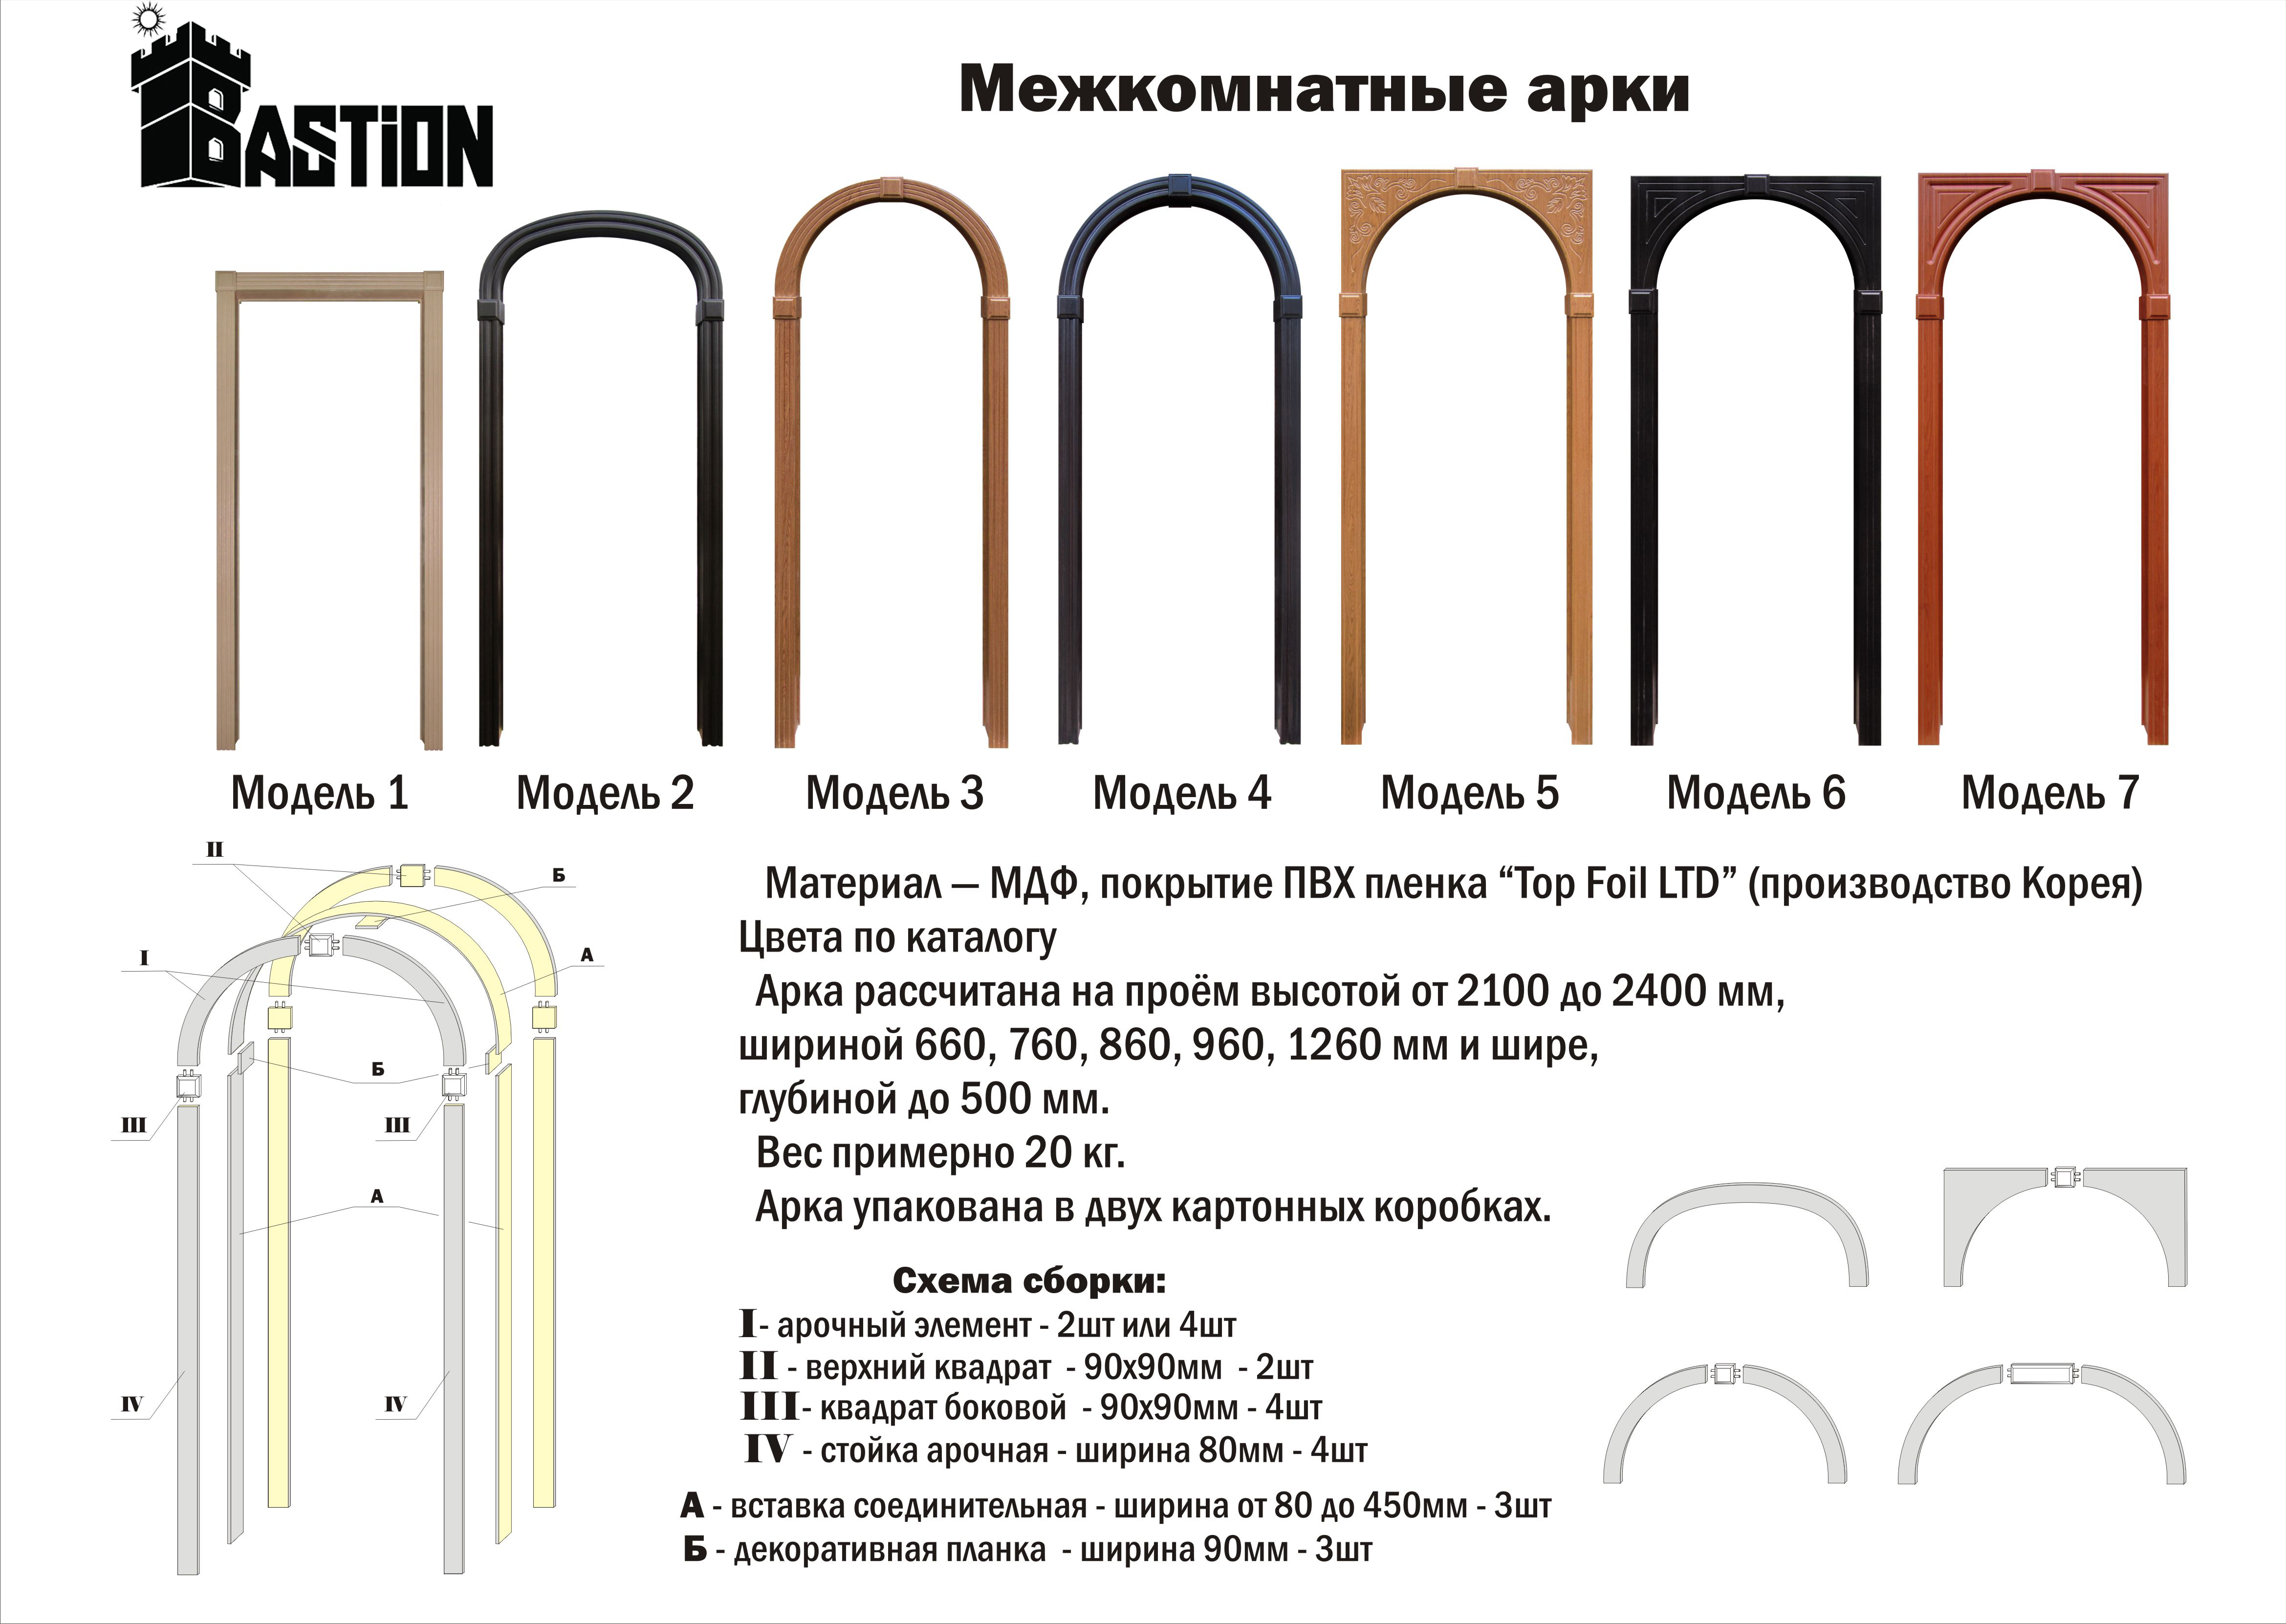 BASTiON
Межкомнатные арки
Модель 1
Модель 2
Модель 3
Модель 4
Модель 5
Модель 6
Модель 7
II
Б
I
А
Б
III
III
А
IV
IV
Материал — МДФ, покрытие ПВХ пленка “Top Foil LTD” (производство Корея)
Цвета по каталогу
Арка рассчитана на проём высотой от 2100 до 2400 мм,
шириной 660, 760, 860, 960, 1260 мм и шире,
глубиной до 500 мм.
Вес примерно 20 кг.
Арка упакована в двух картонных коробках.
Схема сборки:
I- арочный элемент - 2шт или 4шт
II - верхний квадрат - 90х90мм - 2шт
III- квадрат боковой - 90х90мм - 4шт
IV - стойка арочная - ширина 80мм - 4шт
А - вставка соединительная - ширина от 80 до 450мм - 3шт
Б - декоративная планка - ширина 90мм - 3шт